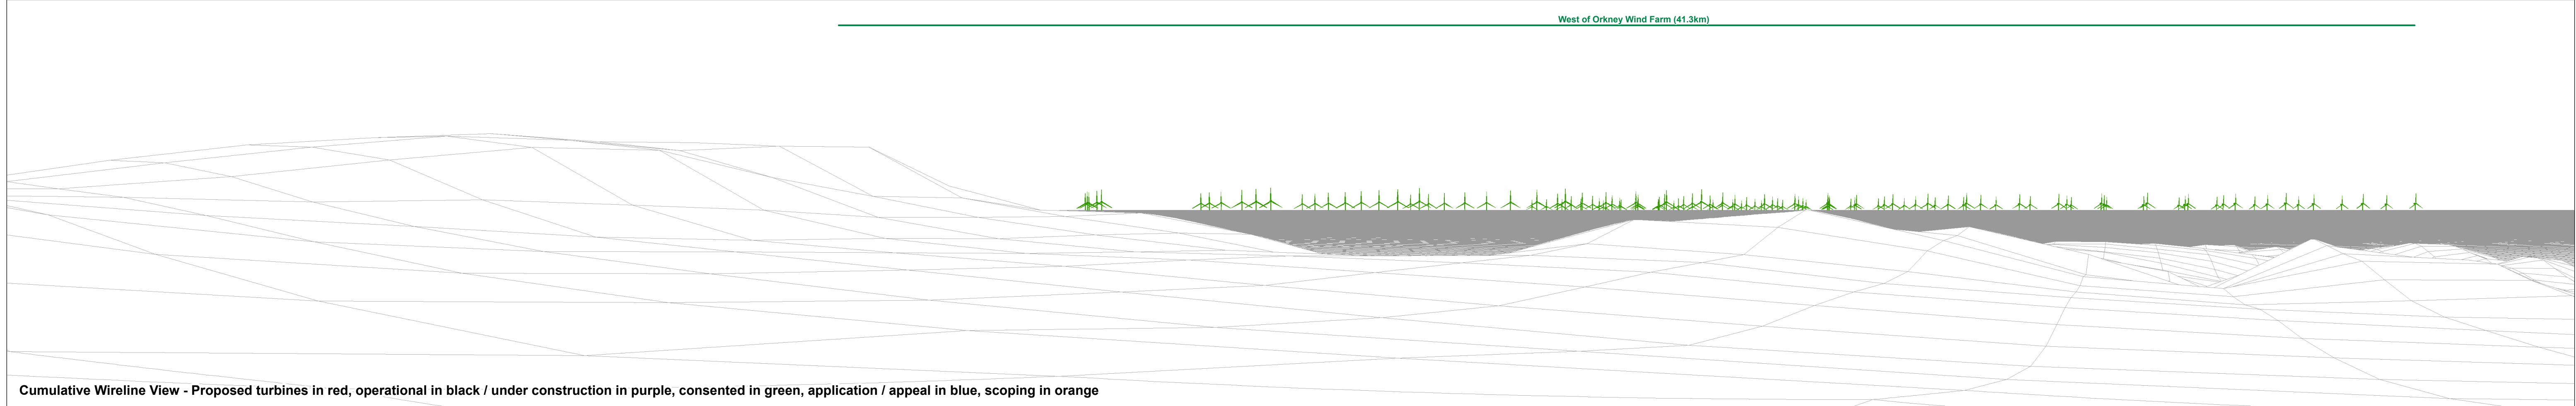 West of Orkney Wind Farm (41.3km)
Cumulative Wireline View - Proposed turbines in red, operational in black / under construction in purple, consented in green, application / appeal in blue, scoping in orange